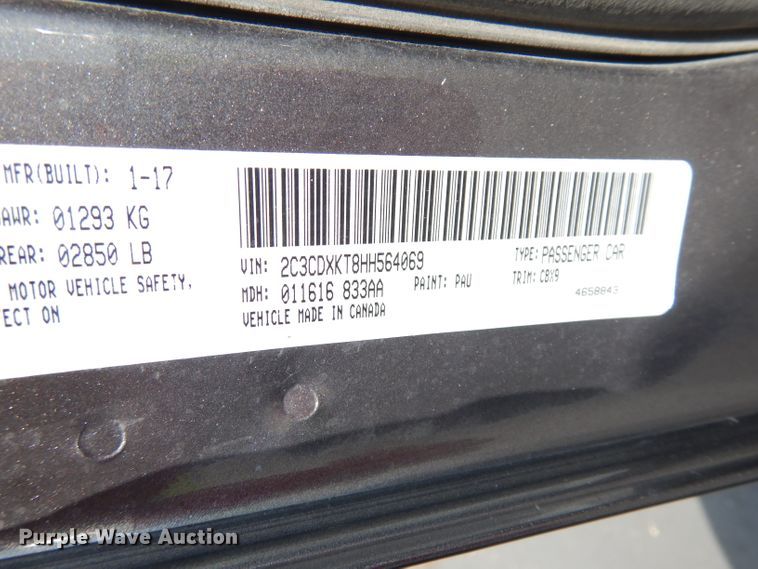 MFR(BUILT): 1-17
AWR: 01293 KG
REAR: 02850 LB
MOTOR VEHICLE SAFETY,
ECT ON
VIN: 2C3CDXKT8HH564069
TYPE: PASSENGER CAR
MDH: 011616 833AA
PAINT: PAU
TRIM: CBX9
VEHICLE MADE IN CANADA
4658843
Purple Wave Auction